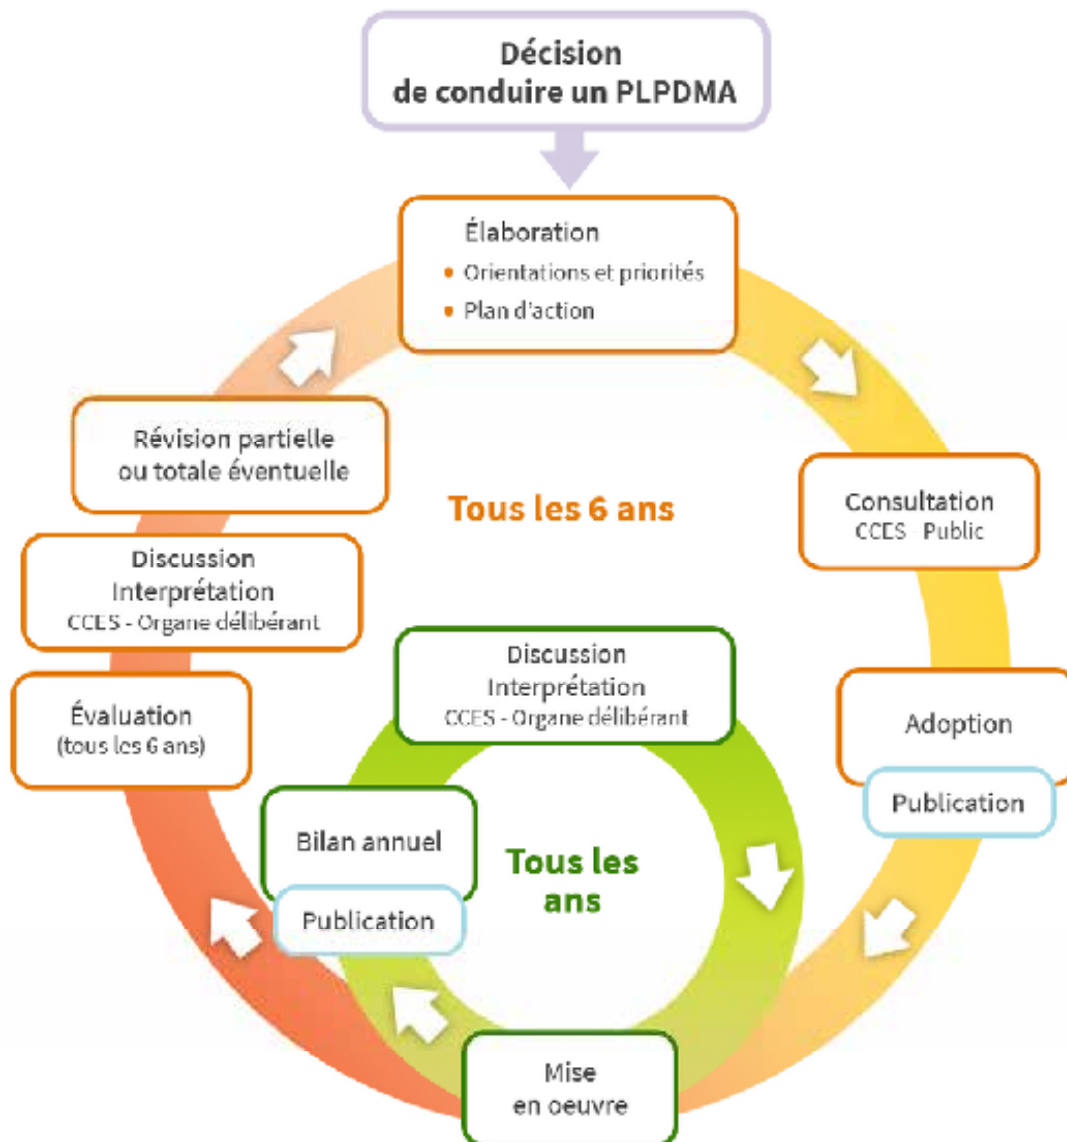 Décision
de conduire un PLPDMA
Élaboration
• Orientations et priorités
• Plan d'action
Révision partielle
ou totale éventuelle
Tous les 6 ans
Consultation
CCES - Public
Discussion
Interprétation
CCES - Organe délibérant
Discussion
Interprétation
CCES - Organe délibérant
Évaluation
(tous les 6 ans)
Adoption
Publication
Bilan annuel
Publication
Tous les
ans
Mise
en oeuvre